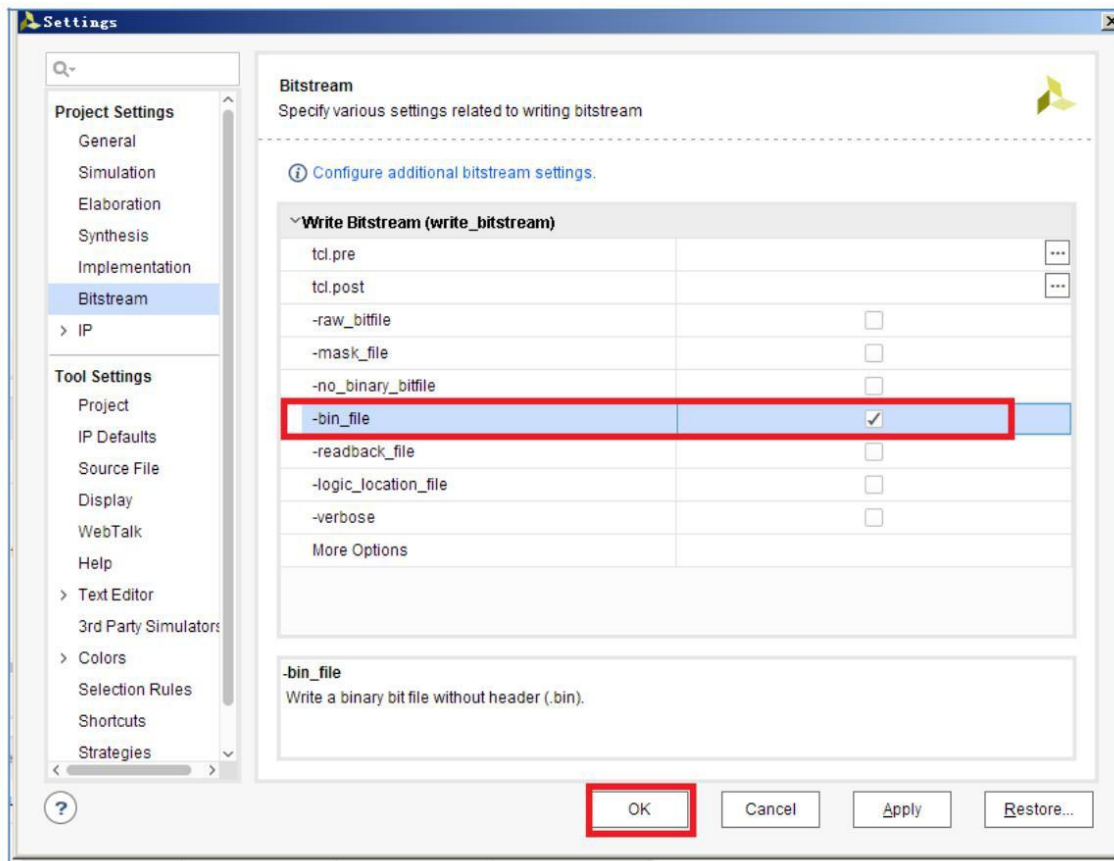 Settings
Project Settings
General
Simulation
Elaboration
Synthesis
Implementation
Bitstream
IP
Tool Settings
Project
IP Defaults
Source File
Display
WebTalk
Help
Text Editor
3rd Party Simulators
Colors
Selection Rules
Shortcuts
Strategies
Bitstream
Specify various settings related to writing bitstream
Configure additional bitstream settings.
Write Bitstream (write_bitstream)
tcl.pre
tcl.post
-raw_bitfile
-mask_file
-no_binary_bitfile
-bin_file
-readback_file
-logic_location_file
-verbose
More Options
-bin_file
Write a binary bit file without header (.bin).
? OK Cancel Apply Restore...